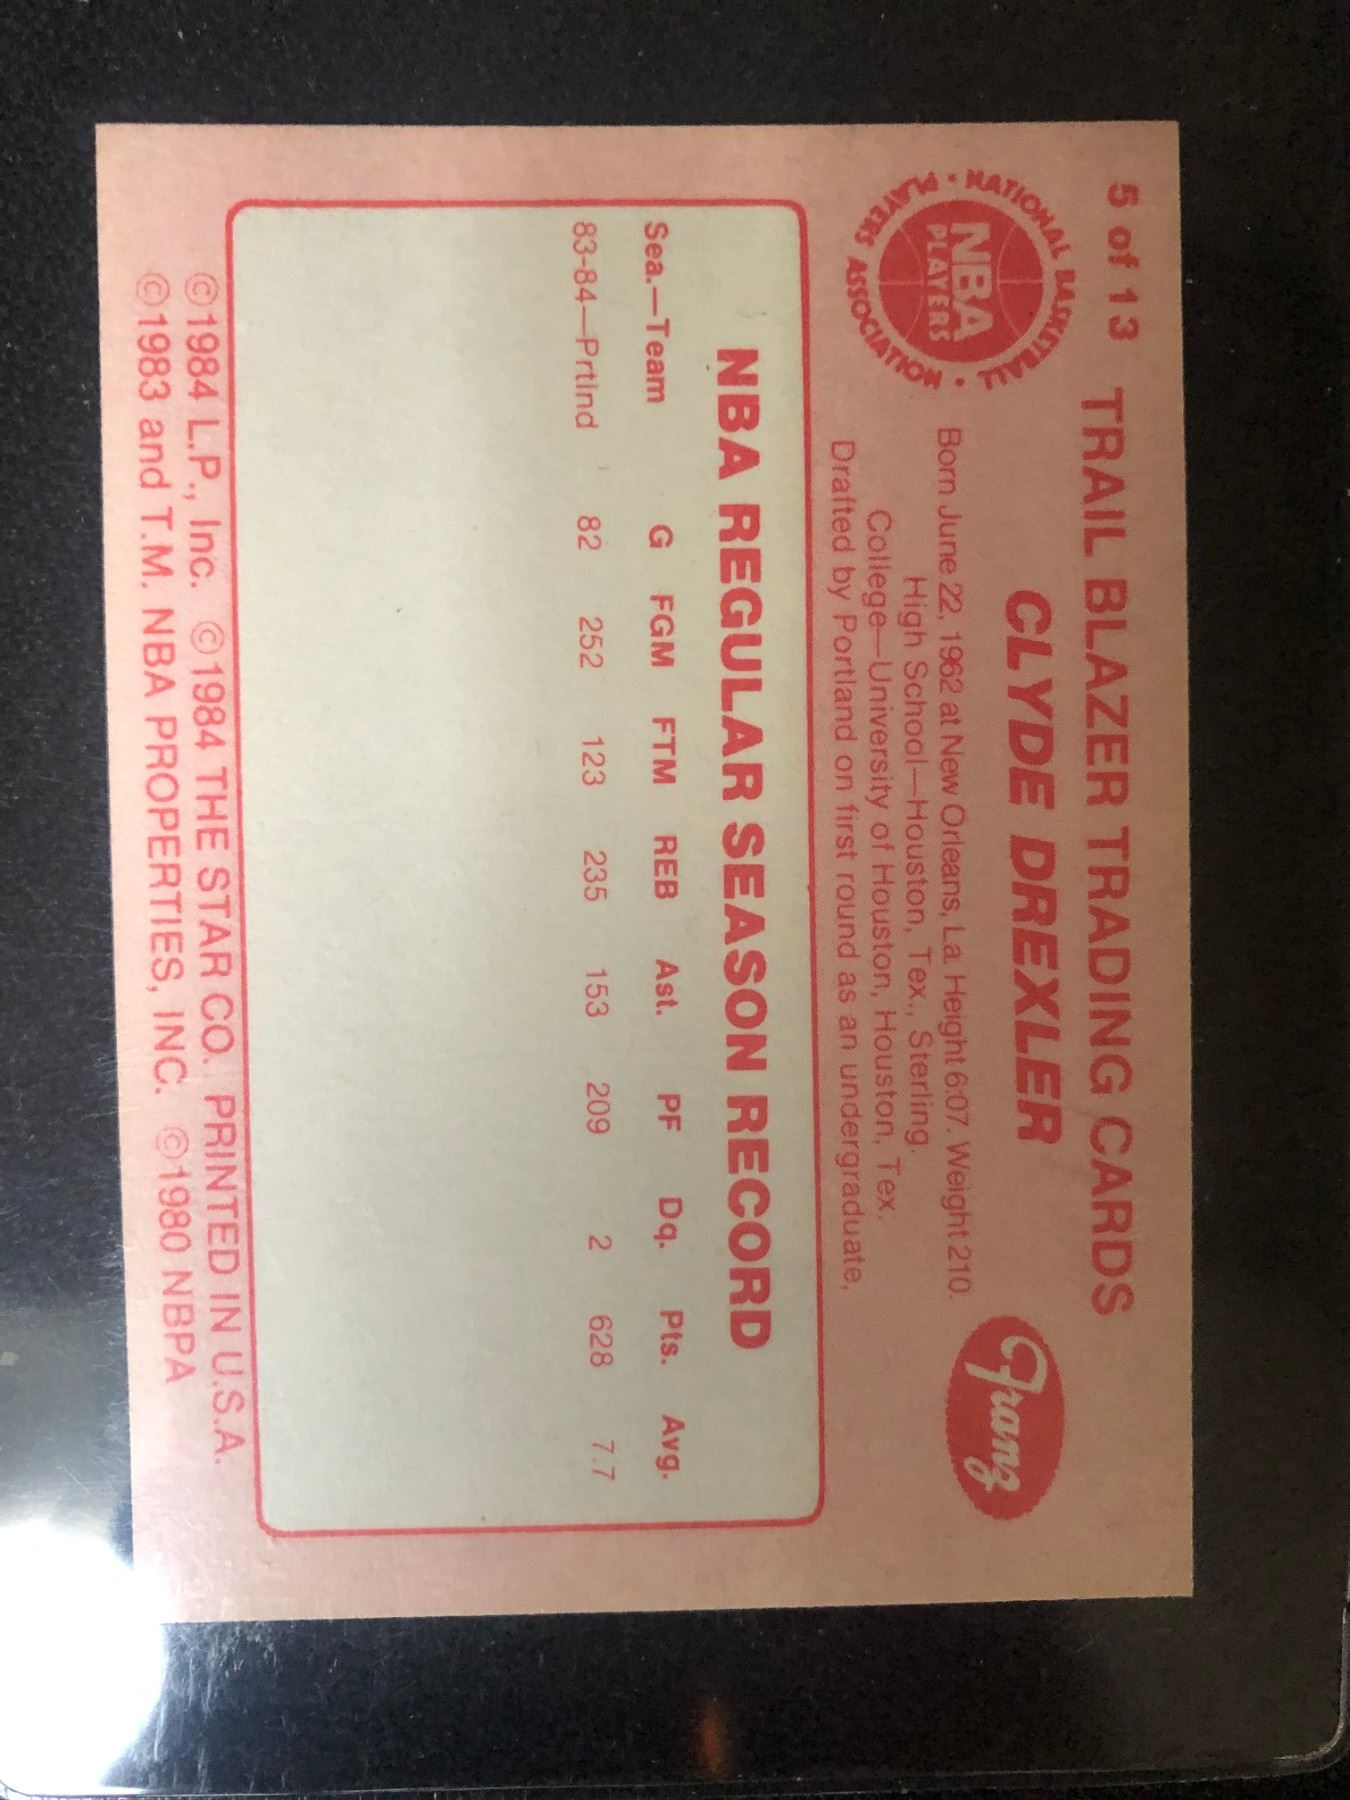 5 of 13 TRAIL BLAZER TRADING CARDS
NATIONAL BASKETBALL
PLAYERS ASSOCIATION
NBA
PLAYERS
CLYDE DREXLER
Franz
Born June 22, 1962 at New Orleans, La. Height 6:07. Weight 210.
High School—Houston, Tex., Sterling.
College—University of Houston, Houston, Tex.
Drafted by Portland on first round as an undergraduate,
NBA REGULAR SEASON RECORD
Sea.—Team G FGM FTM REB Ast. PF Dq. Pts. Avg.
83-84—Prtlnd 82 252 123 235 153 209 2 628 7.7
©1984 L.P., Inc. ©1984 THE STAR CO. PRINTED IN U.S.A.
©1983 and T.M. NBA PROPERTIES, INC. ©1980 NBPA